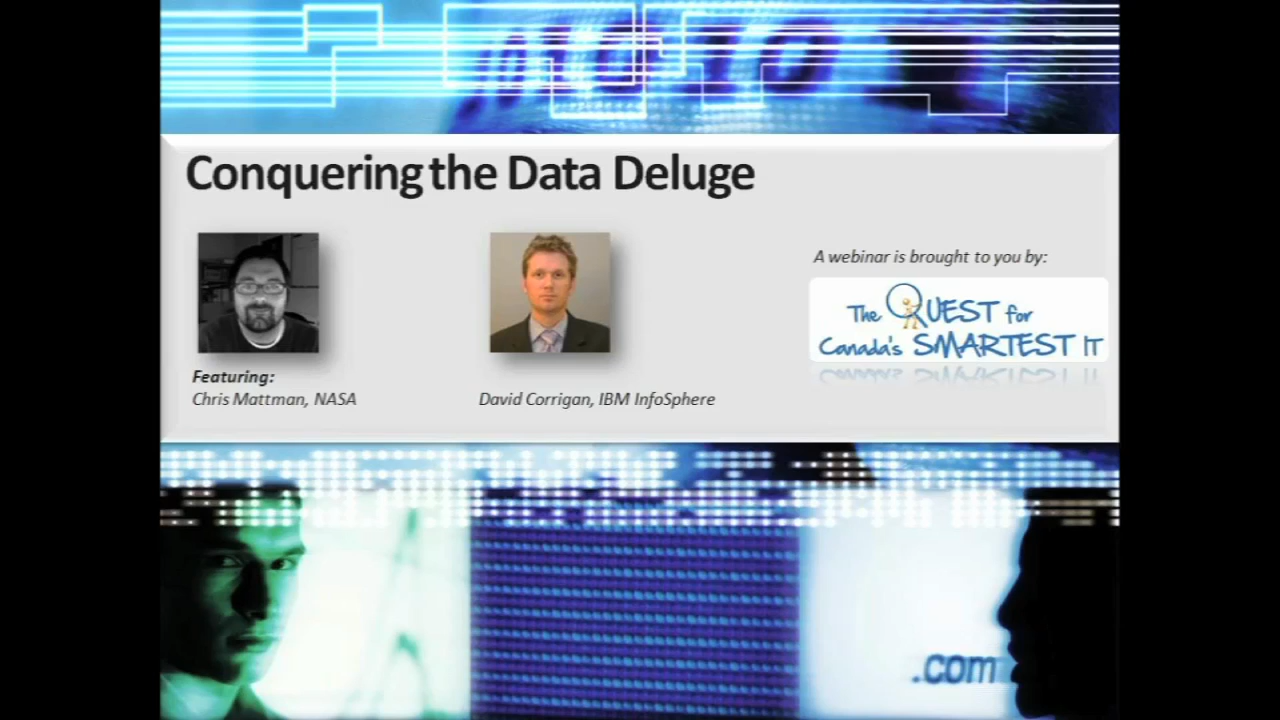 Conquering the Data Deluge
A webinar is brought to you by:
The QUEST for
Canada's SMARTEST IT
Featuring:
Chris Mattman, NASA
David Corrigan, IBM InfoSphere
.com